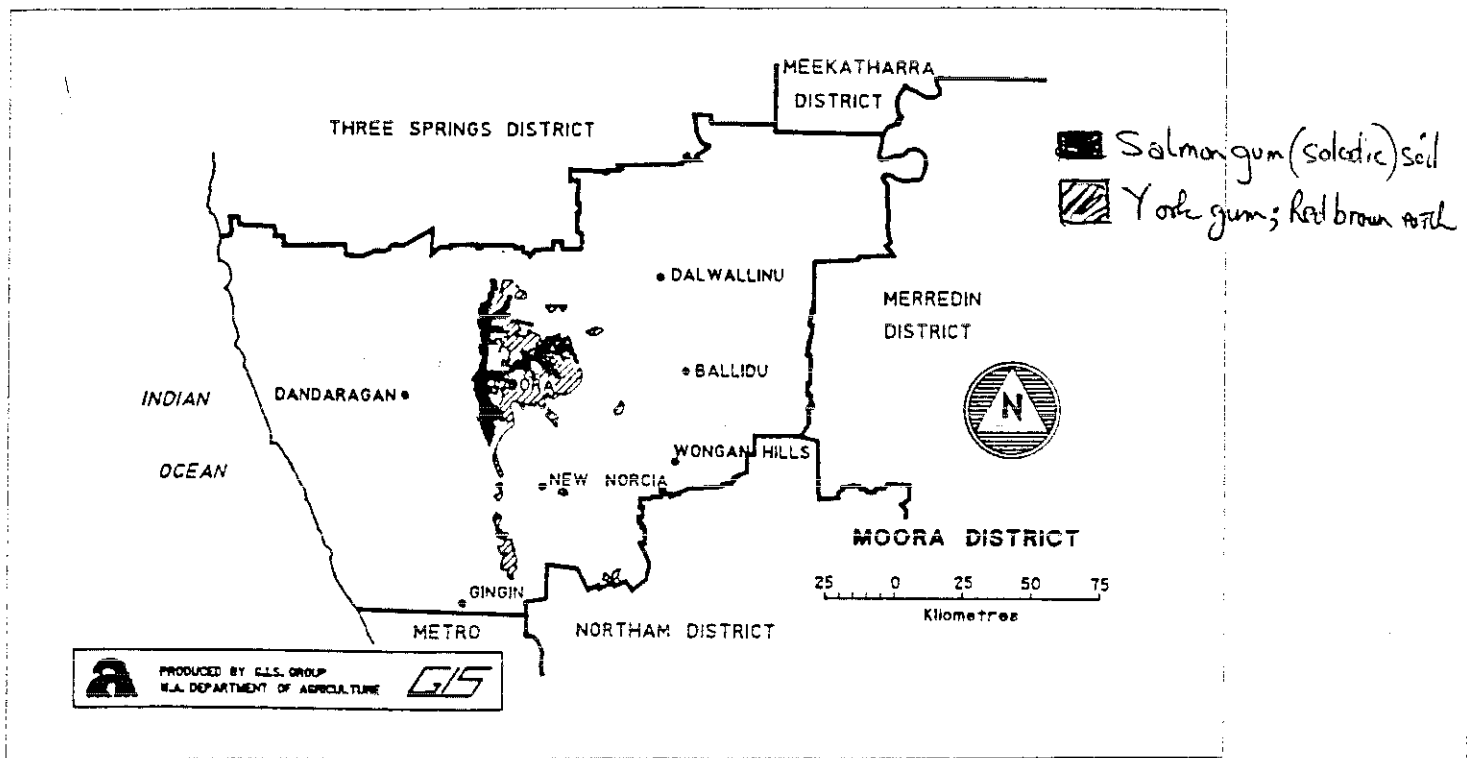 MEEKATHARRA
DISTRICT
THREE SPRINGS DISTRICT
Salmon gum (solodic) soil
York gum; Red brown earth
DALWALLINU
MERREDIN
DISTRICT
BALLIDU
ORA
DANDARAGAN
INDIAN
OCEAN
N
WONGAN HILLS
NEW NORCIA
MOORA DISTRICT
25 0 25 50 75
Kilometres
GINGIN
METRO
NORTHAM DISTRICT
PRODUCED BY G.I.S. GROUP
W.A. DEPARTMENT OF AGRICULTURE
GIS